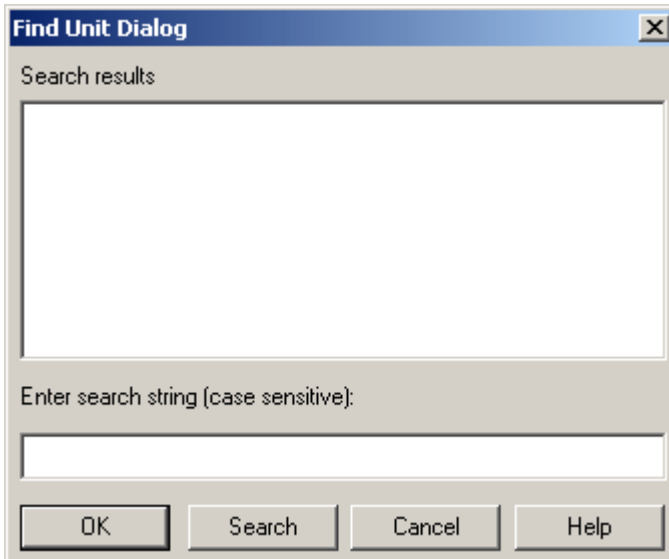 Find Unit Dialog
Search results
Enter search string (case sensitive):
OK Search Cancel Help